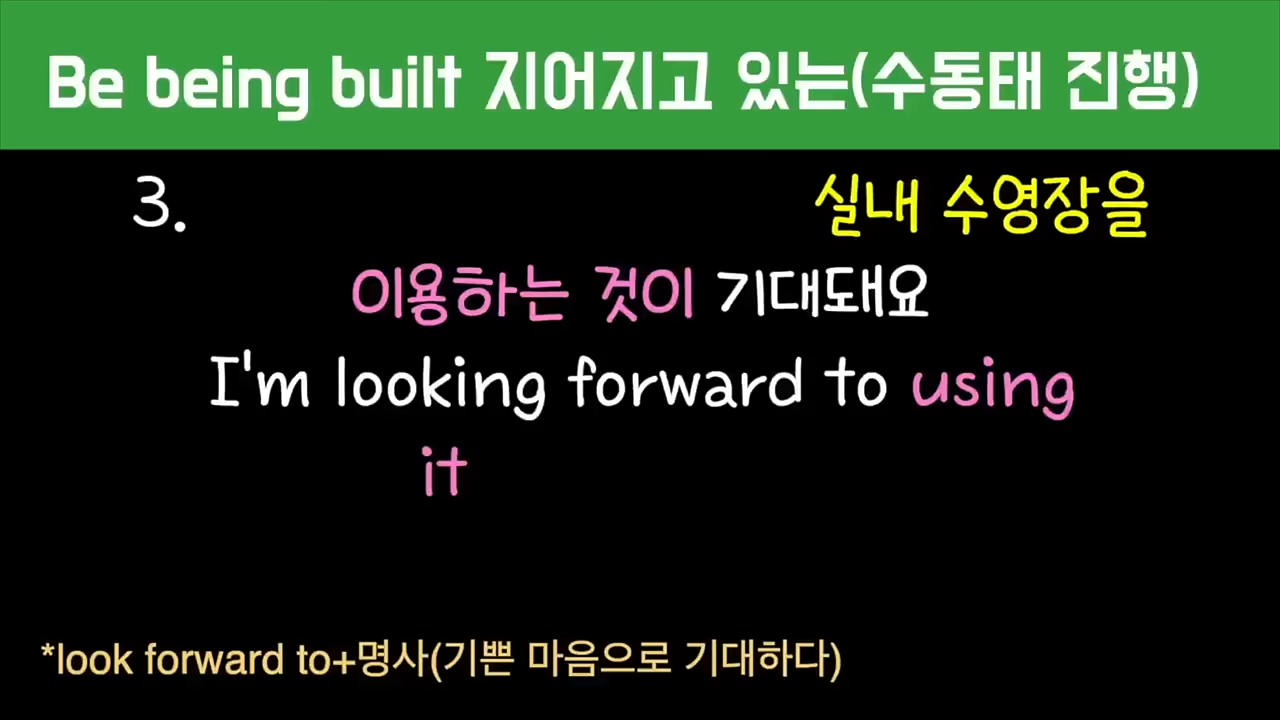 Be being built 지어지고 있는(수동태 진행)
3. 실내 수영장을
이용하는 것이 기대돼요
I'm looking forward to using
it
*look forward to+명사(기쁜 마음으로 기대하다)